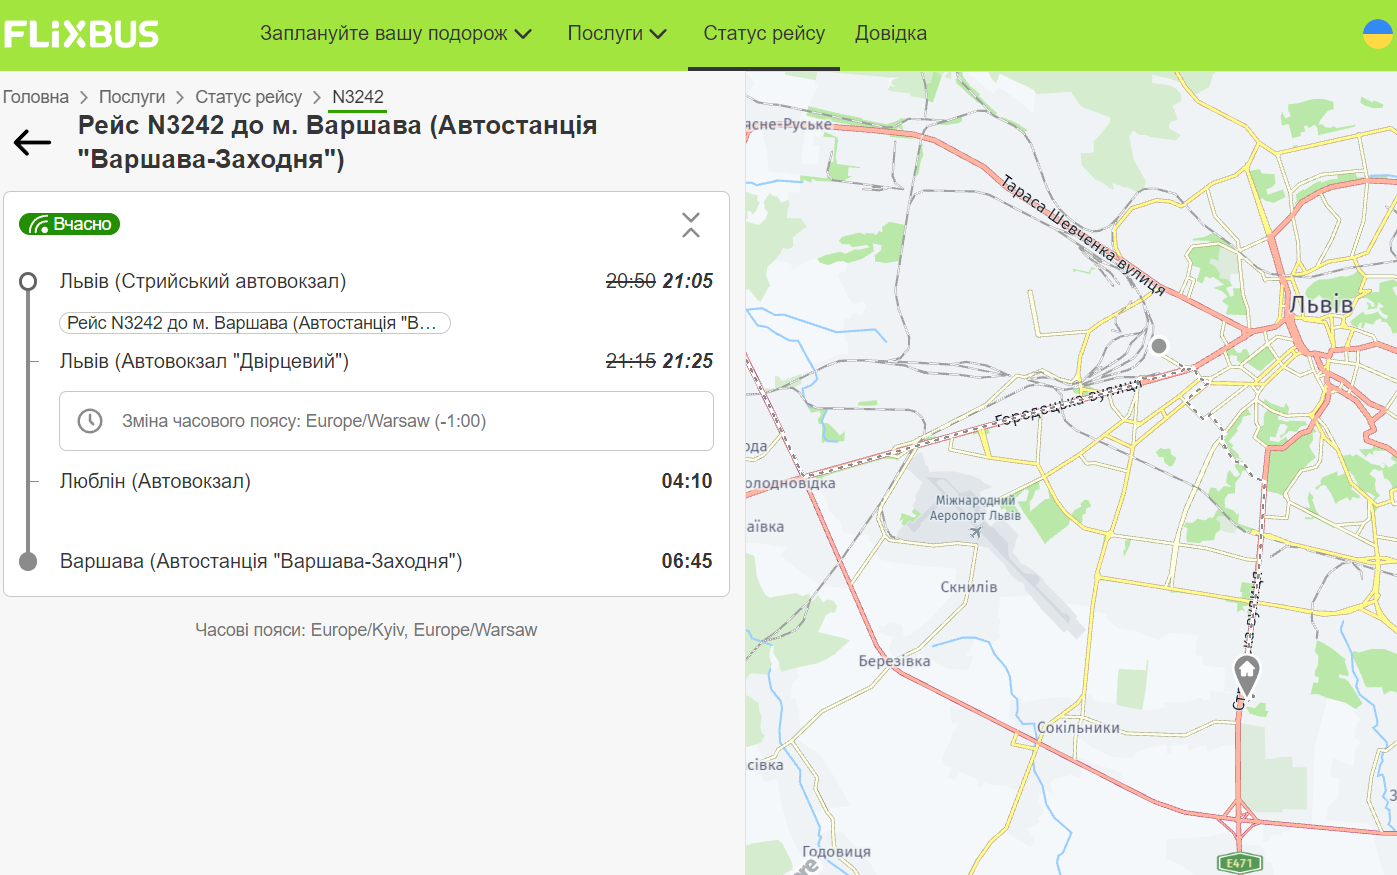 FLiXBUS
Заплануйте вашу подорож
Послуги
Статус рейсу
Довідка
Головна
Послуги
Статус рейсу
N3242
Рейс N3242 до м. Варшава (Автостанція
"Варшава-Заходня")
Вчасно
Львів (Стрийський автовокзал) 20:50 21:05
Рейс N3242 до м. Варшава (Автостанція "В…
Львів (Автовокзал "Двірцевий") 21:15 21:25
Зміна часового поясу: Europe/Warsaw (-1:00)
Люблін (Автовокзал) 04:10
Варшава (Автостанція "Варшава-Заходня") 06:45
Часові пояси: Europe/Kyiv, Europe/Warsaw
ясне-Руське
Тараса Шевченка вулиця
Львів
Городоцька вулиця
ода
олодновідка
аївка
Міжнародний
Аеропорт Львів
Скнилів
Березівка
Сокільники
сівка
Годовиця
E471